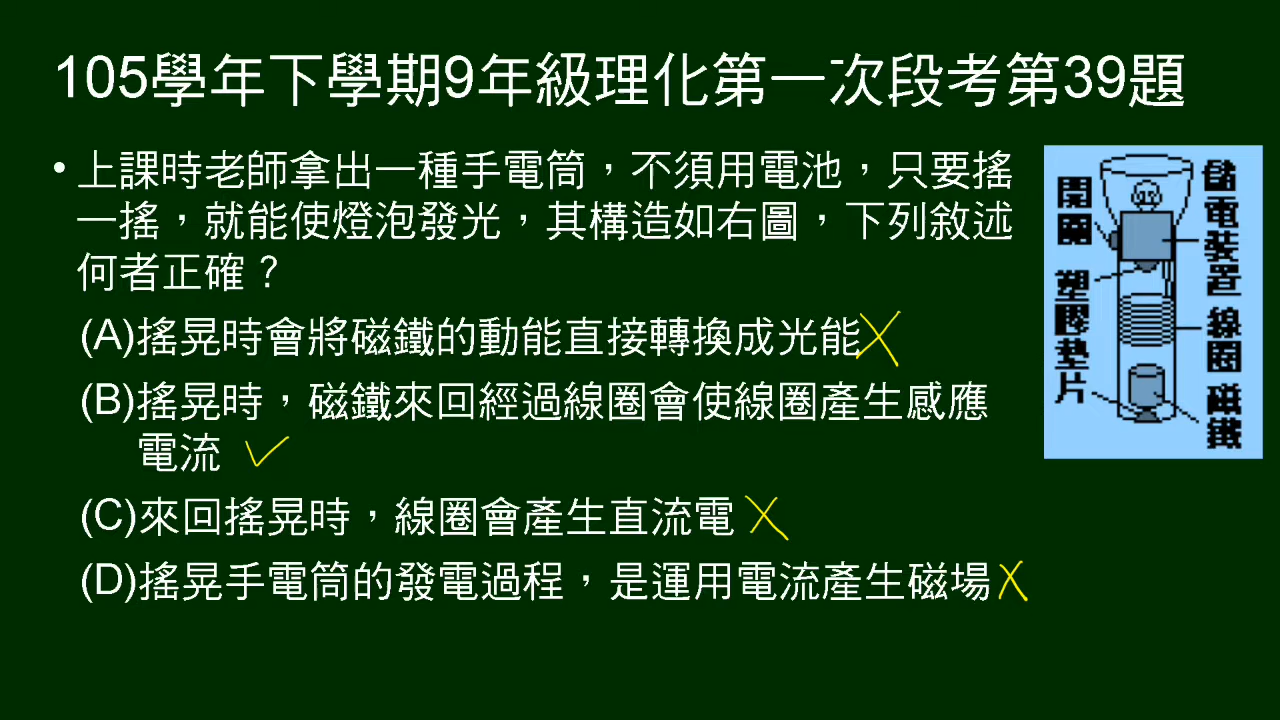 105學年下學期9年級理化第一次段考第39題
•上課時老師拿出一種手電筒，不須用電池，只要搖
一搖，就能使燈泡發光，其構造如右圖，下列敘述
何者正確？
(A)搖晃時會將磁鐵的動能直接轉換成光能
(B)搖晃時，磁鐵來回經過線圈會使線圈產生感應
電流
(C)來回搖晃時，線圈會產生直流電
(D)搖晃手電筒的發電過程，是運用電流產生磁場
開關
塑膠墊片
儲電裝置
線圈
磁鐵